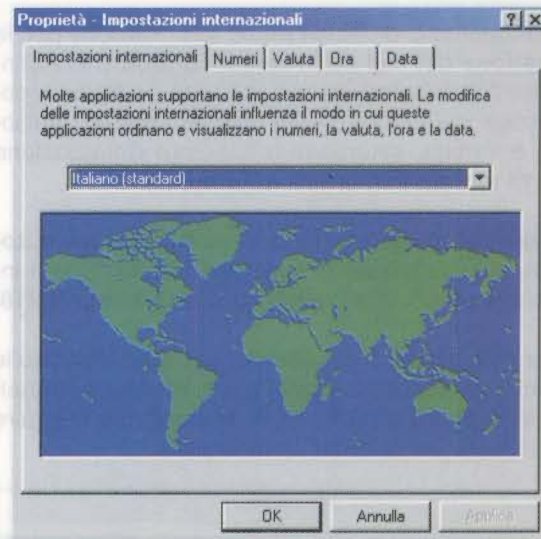 Proprietà - Impostazioni internazionali
Impostazioni internazionali Numeri Valuta Ora Data
Molte applicazioni supportano le impostazioni internazionali. La modifica
delle impostazioni internazionali influenza il modo in cui queste
applicazioni ordinano e visualizzano i numeri, la valuta, l'ora e la data.
Italiano (standard)
OK Annulla Applica